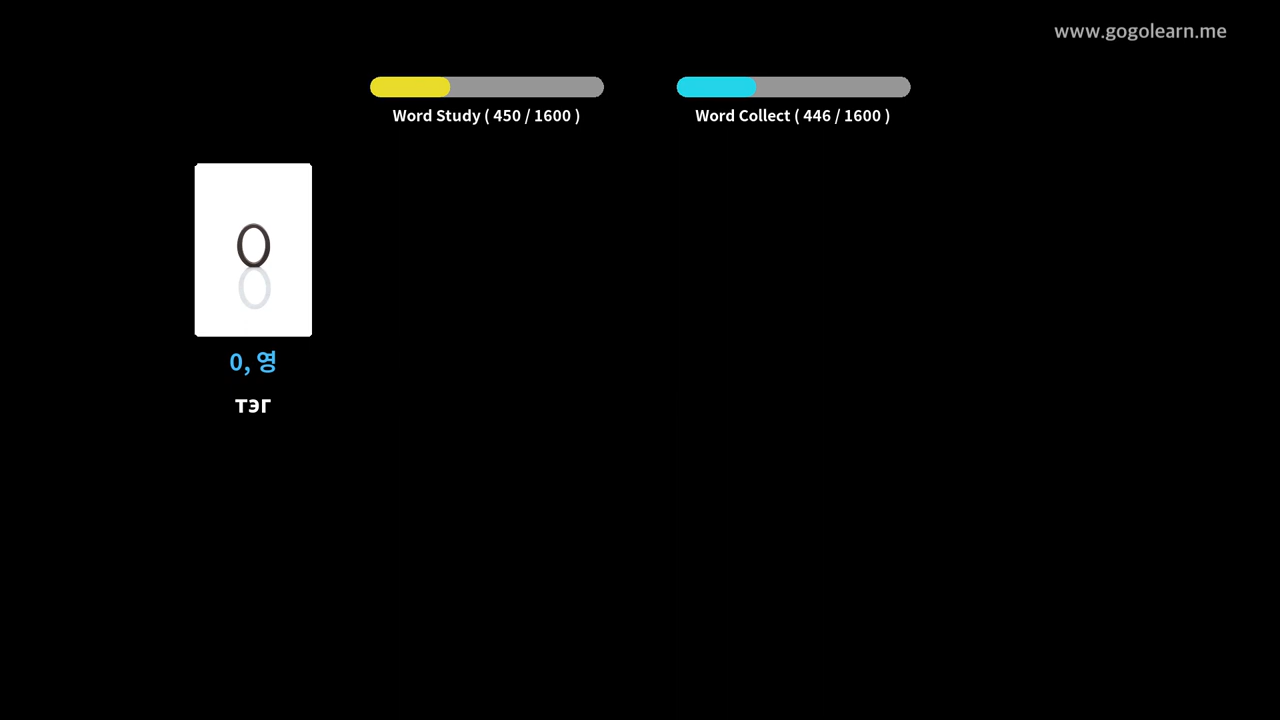 www.gogolearn.me
Word Study ( 450 / 1600 )
Word Collect ( 446 / 1600 )
0
0, 영
тэг